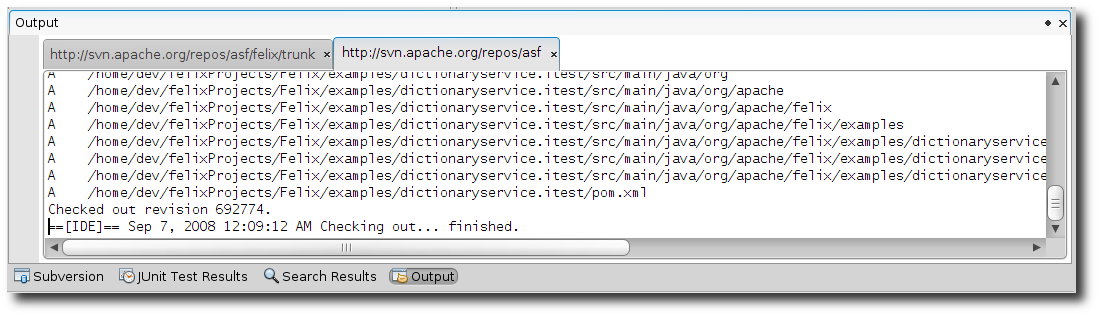 Output
http://svn.apache.org/repos/asf/felix/trunk × http://svn.apache.org/repos/asf ×
A /home/dev/felixProjects/Felix/examples/dictionaryservice.itest/src/main/java/org
A /home/dev/felixProjects/Felix/examples/dictionaryservice.itest/src/main/java/org/apache
A /home/dev/felixProjects/Felix/examples/dictionaryservice.itest/src/main/java/org/apache/felix
A /home/dev/felixProjects/Felix/examples/dictionaryservice.itest/src/main/java/org/apache/felix/examples
A /home/dev/felixProjects/Felix/examples/dictionaryservice.itest/src/main/java/org/apache/felix/examples/dictionaryservice
A /home/dev/felixProjects/Felix/examples/dictionaryservice.itest/src/main/java/org/apache/felix/examples/dictionaryservice
A /home/dev/felixProjects/Felix/examples/dictionaryservice.itest/src/main/java/org/apache/felix/examples/dictionaryservice
A /home/dev/felixProjects/Felix/examples/dictionaryservice.itest/pom.xml
Checked out revision 692774.
==[IDE]== Sep 7, 2008 12:09:12 AM Checking out... finished.
Subversion JUnit Test Results Search Results Output